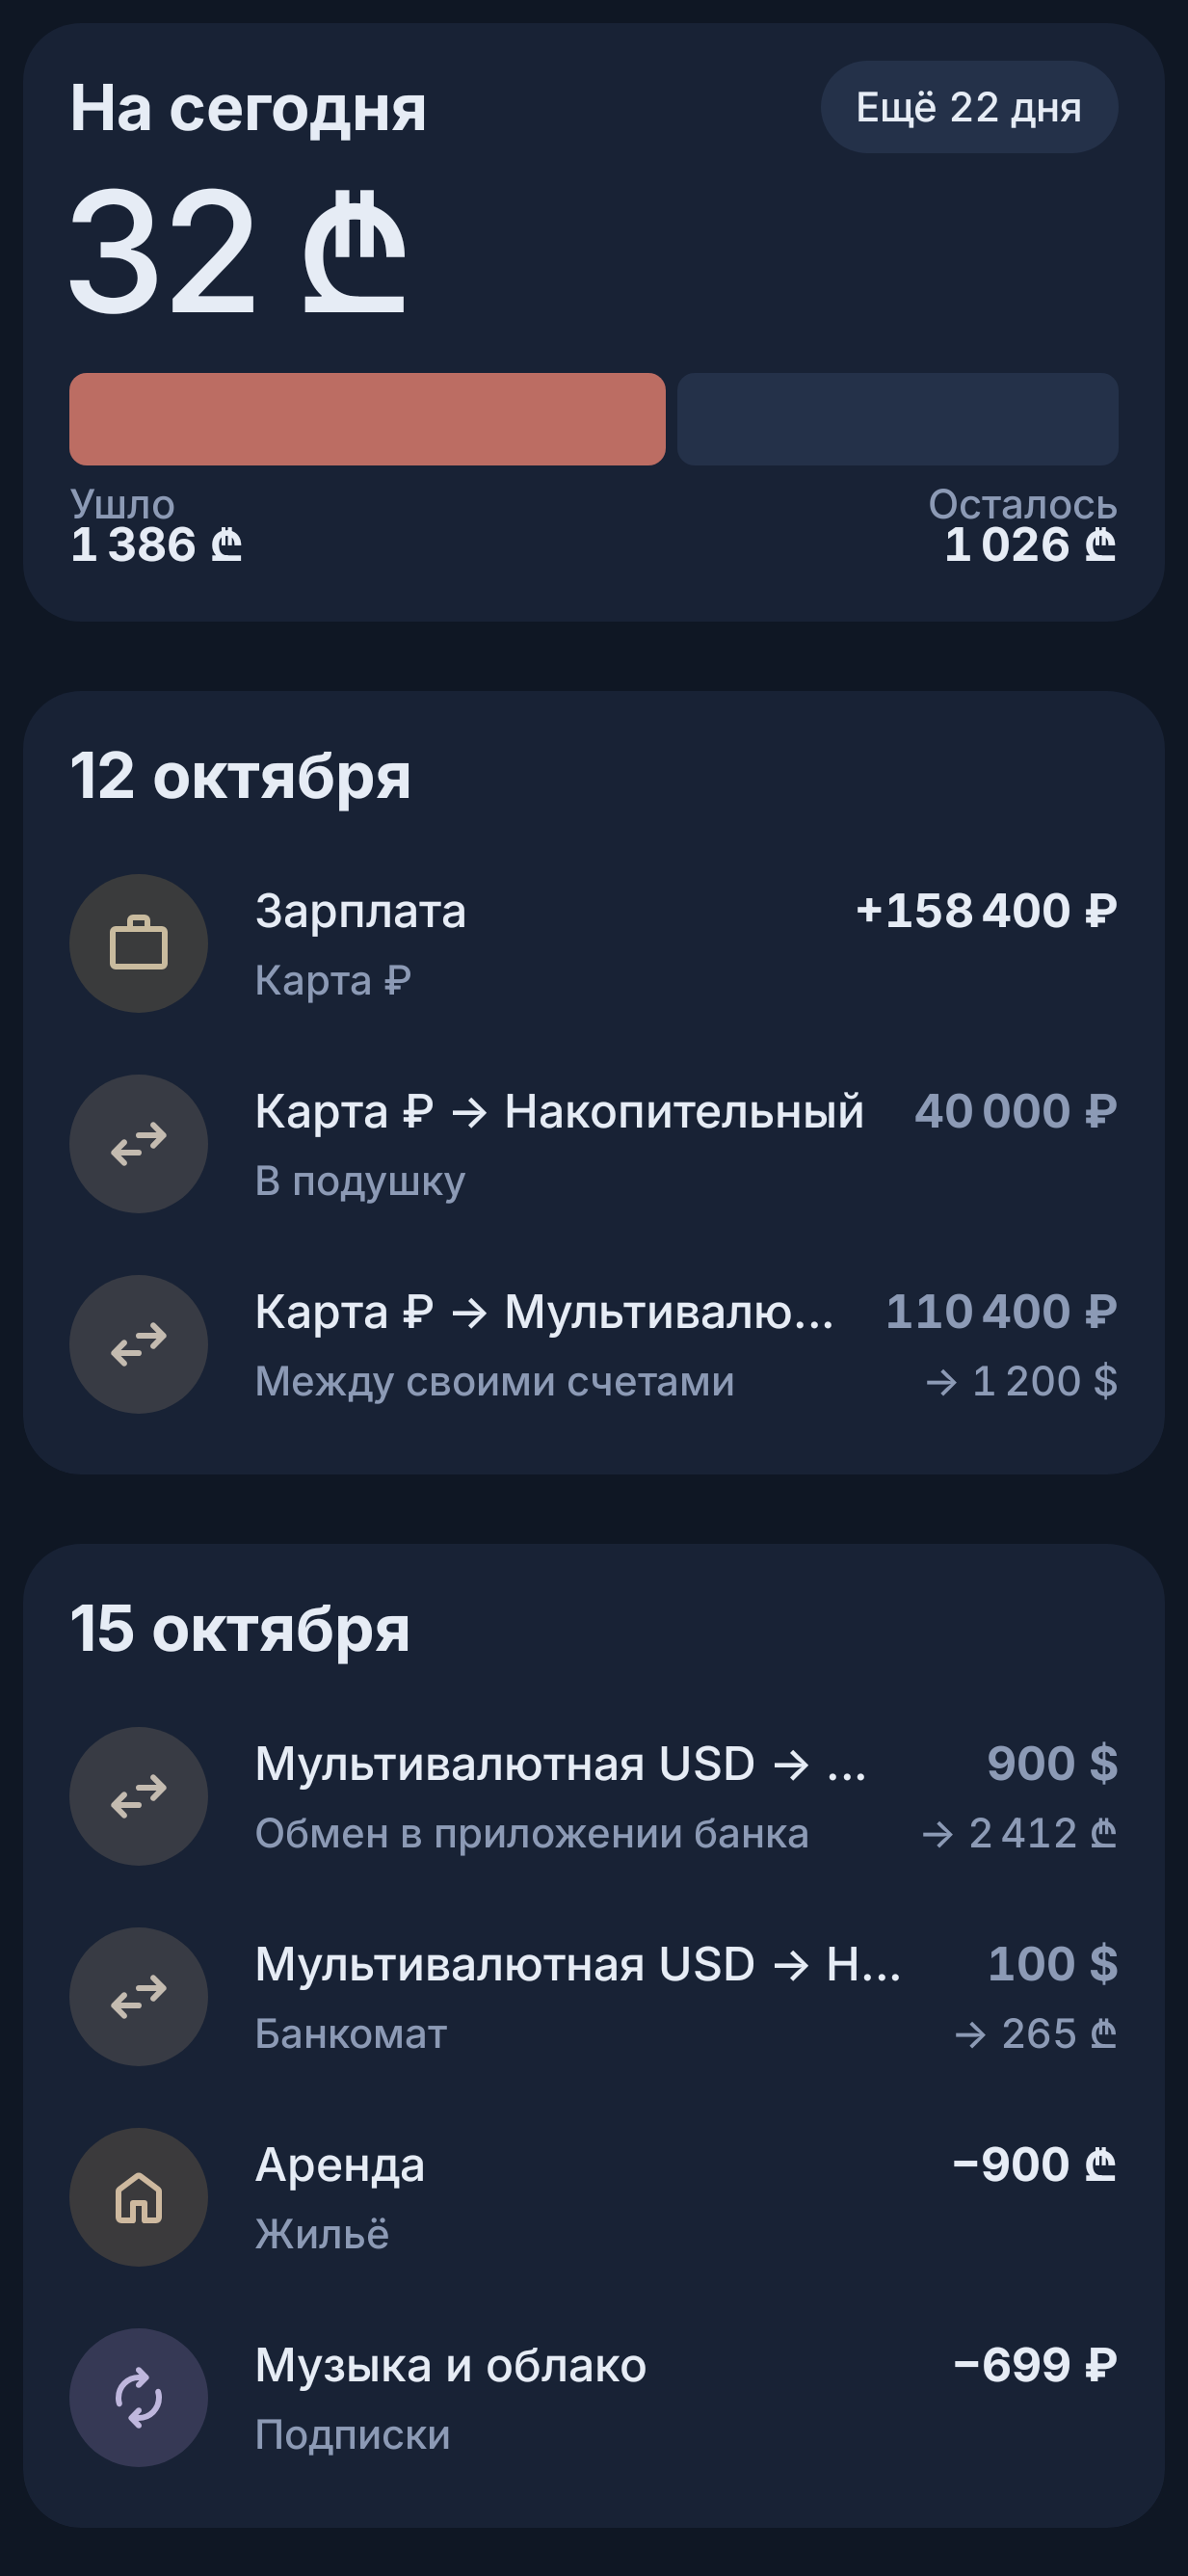 На сегодня
Ещё 22 дня
32 ₾
Ушло
Осталось
1 386 ₾
1 026 ₾
12 октября
Зарплата
+158 400 ₽
Карта ₽
Карта ₽ → Накопительный
40 000 ₽
В подушку
Карта ₽ → Мультивалю...
110 400 ₽
Между своими счетами
→ 1 200 $
15 октября
Мультивалютная USD → ...
900 $
Обмен в приложении банка
→ 2 412 ₾
Мультивалютная USD → Н...
100 $
Банкомат
→ 265 ₾
Аренда
−900 ₾
Жильё
Музыка и облако
−699 ₽
Подписки